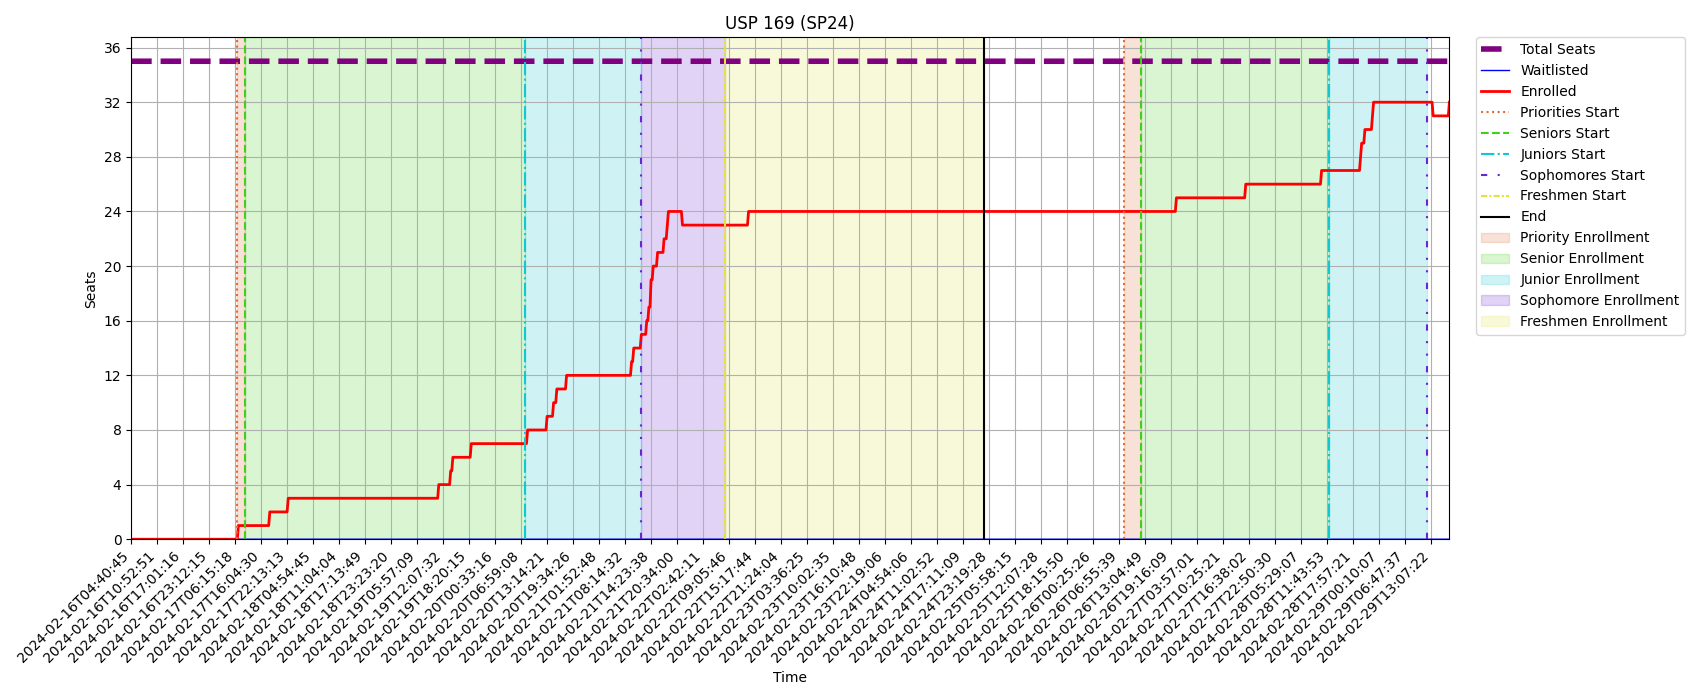 USP 169 (SP24)
Seats
36
32
28
24
20
16
12
8
4
0
2024-02-16T04:40:45
2024-02-16T10:52:51
2024-02-16T17:01:16
2024-02-16T23:12:15
2024-02-17T06:15:18
2024-02-17T16:04:30
2024-02-17T22:13:13
2024-02-18T04:54:45
2024-02-18T11:04:04
2024-02-18T17:13:49
2024-02-18T23:23:20
2024-02-19T05:57:09
2024-02-19T12:07:32
2024-02-19T18:20:15
2024-02-20T00:33:16
2024-02-20T06:59:08
2024-02-20T13:14:21
2024-02-20T19:34:26
2024-02-21T01:52:48
2024-02-21T08:14:32
2024-02-21T14:23:38
2024-02-21T20:34:00
2024-02-22T02:42:11
2024-02-22T09:05:46
2024-02-22T15:17:44
2024-02-22T21:24:04
2024-02-23T03:36:25
2024-02-23T10:02:35
2024-02-23T16:10:48
2024-02-23T22:19:06
2024-02-24T04:54:06
2024-02-24T11:02:52
2024-02-24T17:11:09
2024-02-24T23:19:28
2024-02-25T05:58:15
2024-02-25T12:07:28
2024-02-25T18:15:50
2024-02-26T00:25:26
2024-02-26T06:55:39
2024-02-26T13:04:49
2024-02-26T19:16:09
2024-02-27T03:57:01
2024-02-27T10:25:21
2024-02-27T16:38:02
2024-02-27T22:50:30
2024-02-28T05:29:07
2024-02-28T11:43:53
2024-02-28T17:57:21
2024-02-29T00:10:07
2024-02-29T06:47:37
2024-02-29T13:07:22
Time
Total Seats
Waitlisted
Enrolled
Priorities Start
Seniors Start
Juniors Start
Sophomores Start
Freshmen Start
End
Priority Enrollment
Senior Enrollment
Junior Enrollment
Sophomore Enrollment
Freshmen Enrollment